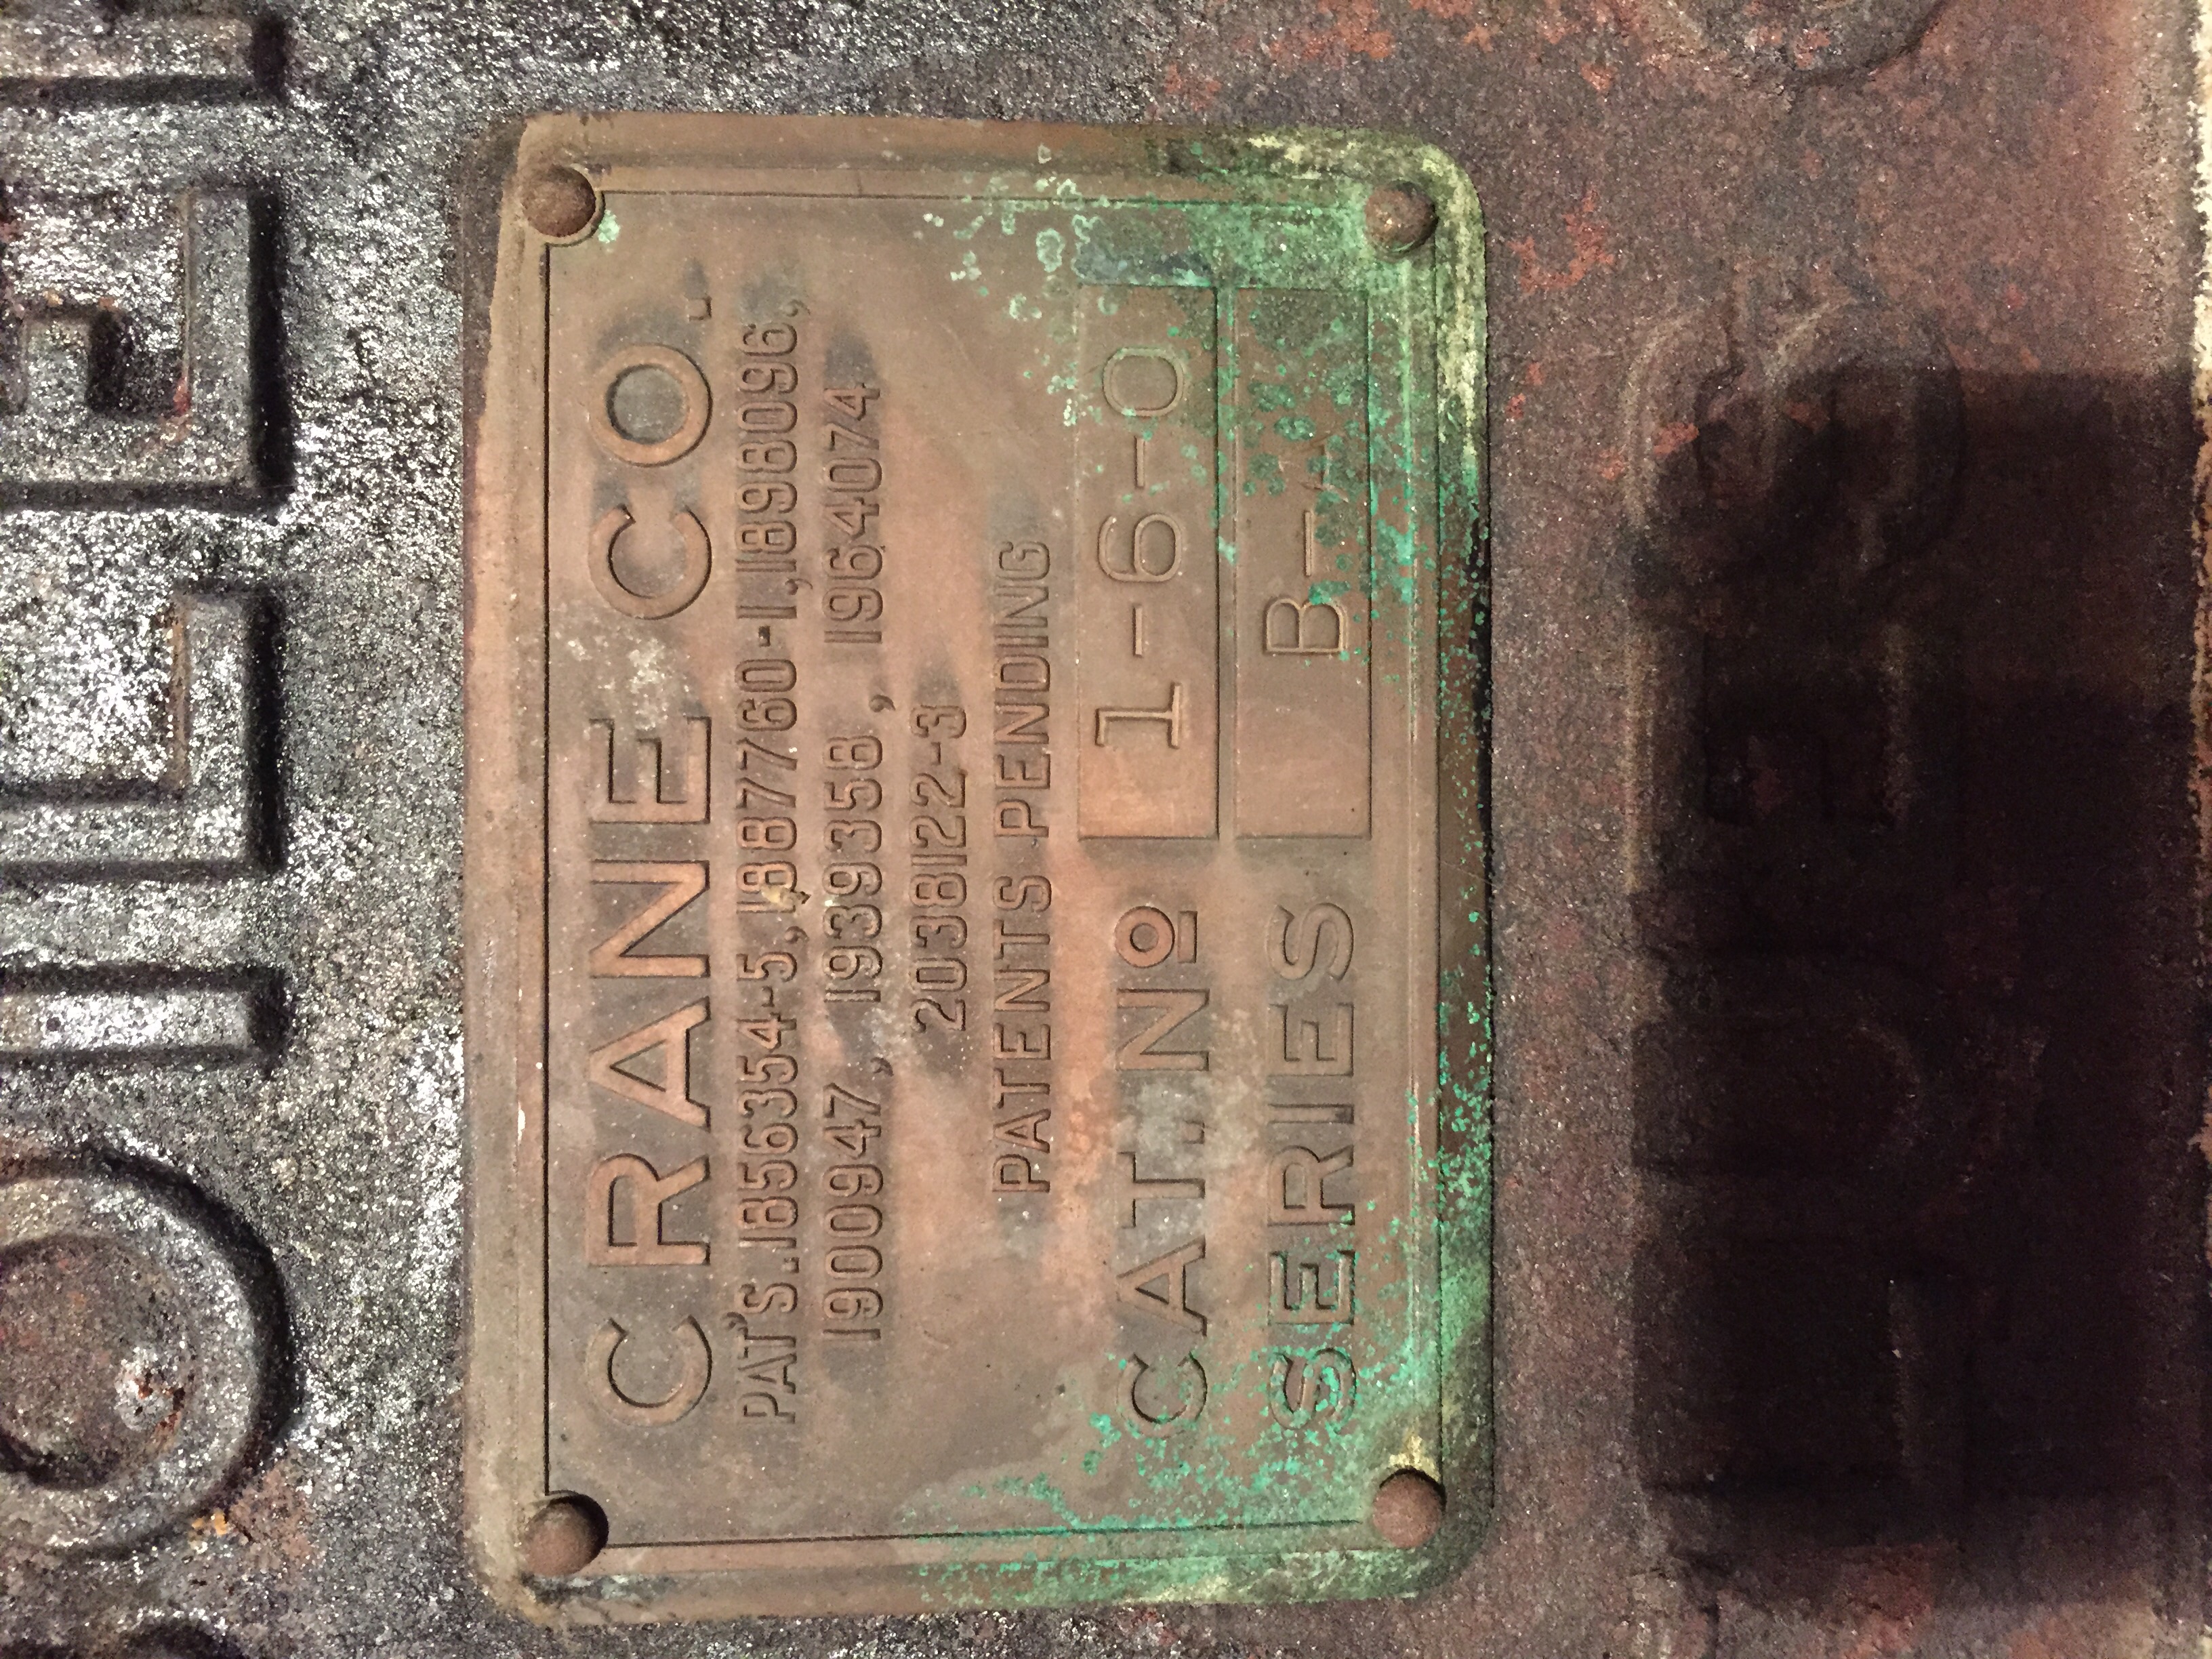 CRANE CO.
PAT'S. 1856354-5, 1887760-1, 1898096,
1900947, 1939358, 1964074
2038122-3
PATENTS PENDING
CAT. Nº 1-6-0
SERIES B-A